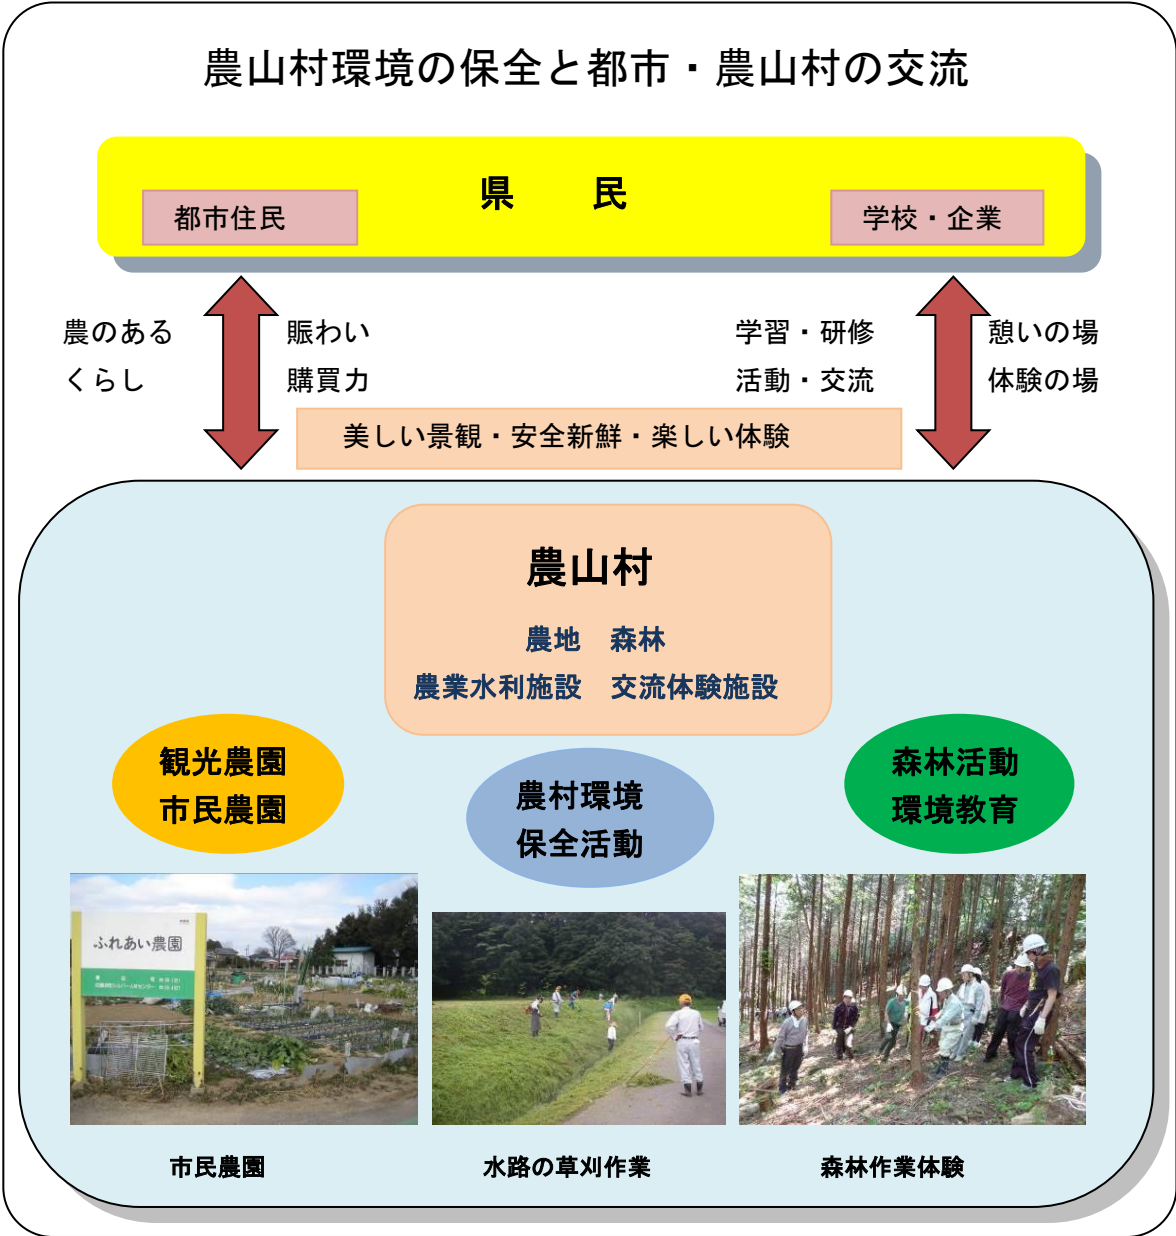 農山村環境の保全と都市・農山村の交流
県　　民
都市住民
学校・企業
農のある
くらし
賑わい
購買力
学習・研修
活動・交流
憩いの場
体験の場
美しい景観・安全新鮮・楽しい体験
農山村
農地　森林
農業水利施設　交流体験施設
観光農園
市民農園
農村環境
保全活動
森林活動
環境教育
ふれあい農園
市民農園
水路の草刈作業
森林作業体験